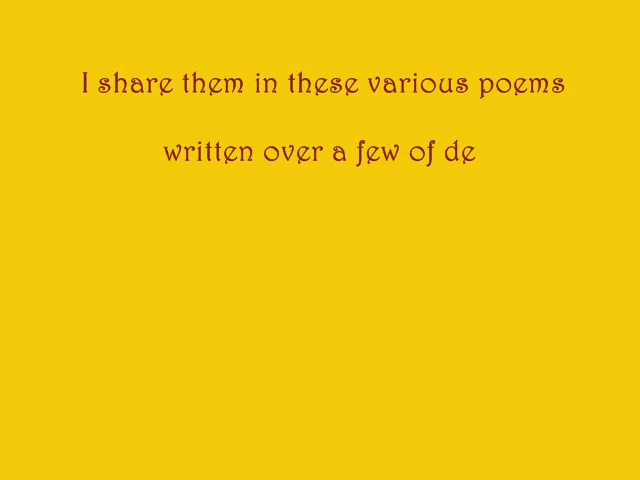 I share them in these various poems
written over a few of de